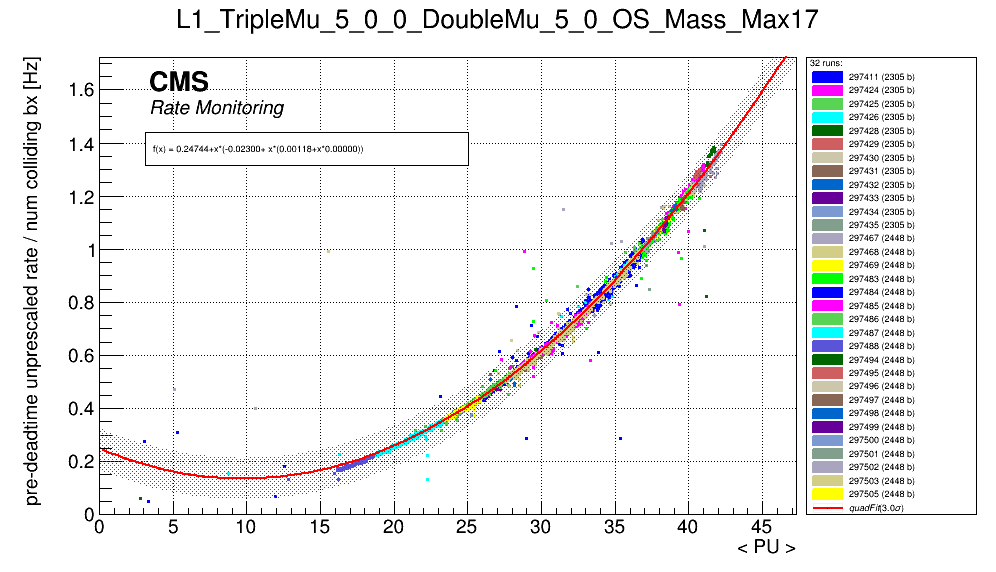 L1_TripleMu_5_0_0_DoubleMu_5_0_OS_Mass_Max17
pre-deadtime unprescaled rate / num colliding bx [Hz]
CMS
Rate Monitoring
f(x) = 0.24744+x*(-0.02300+ x*(0.00118+x*0.00000))
1.6
1.4
1.2
1
0.8
0.6
0.4
0.2
0
0 5 10 15 20 25 30 35 40 45
< PU >
32 runs:
297411 (2305 b)
297424 (2305 b)
297425 (2305 b)
297426 (2305 b)
297428 (2305 b)
297429 (2305 b)
297430 (2305 b)
297431 (2305 b)
297432 (2305 b)
297433 (2305 b)
297434 (2305 b)
297435 (2305 b)
297467 (2448 b)
297468 (2448 b)
297469 (2448 b)
297483 (2448 b)
297484 (2448 b)
297485 (2448 b)
297486 (2448 b)
297487 (2448 b)
297488 (2448 b)
297494 (2448 b)
297495 (2448 b)
297496 (2448 b)
297497 (2448 b)
297498 (2448 b)
297499 (2448 b)
297500 (2448 b)
297501 (2448 b)
297502 (2448 b)
297503 (2448 b)
297505 (2448 b)
quadFit(3.0σ)